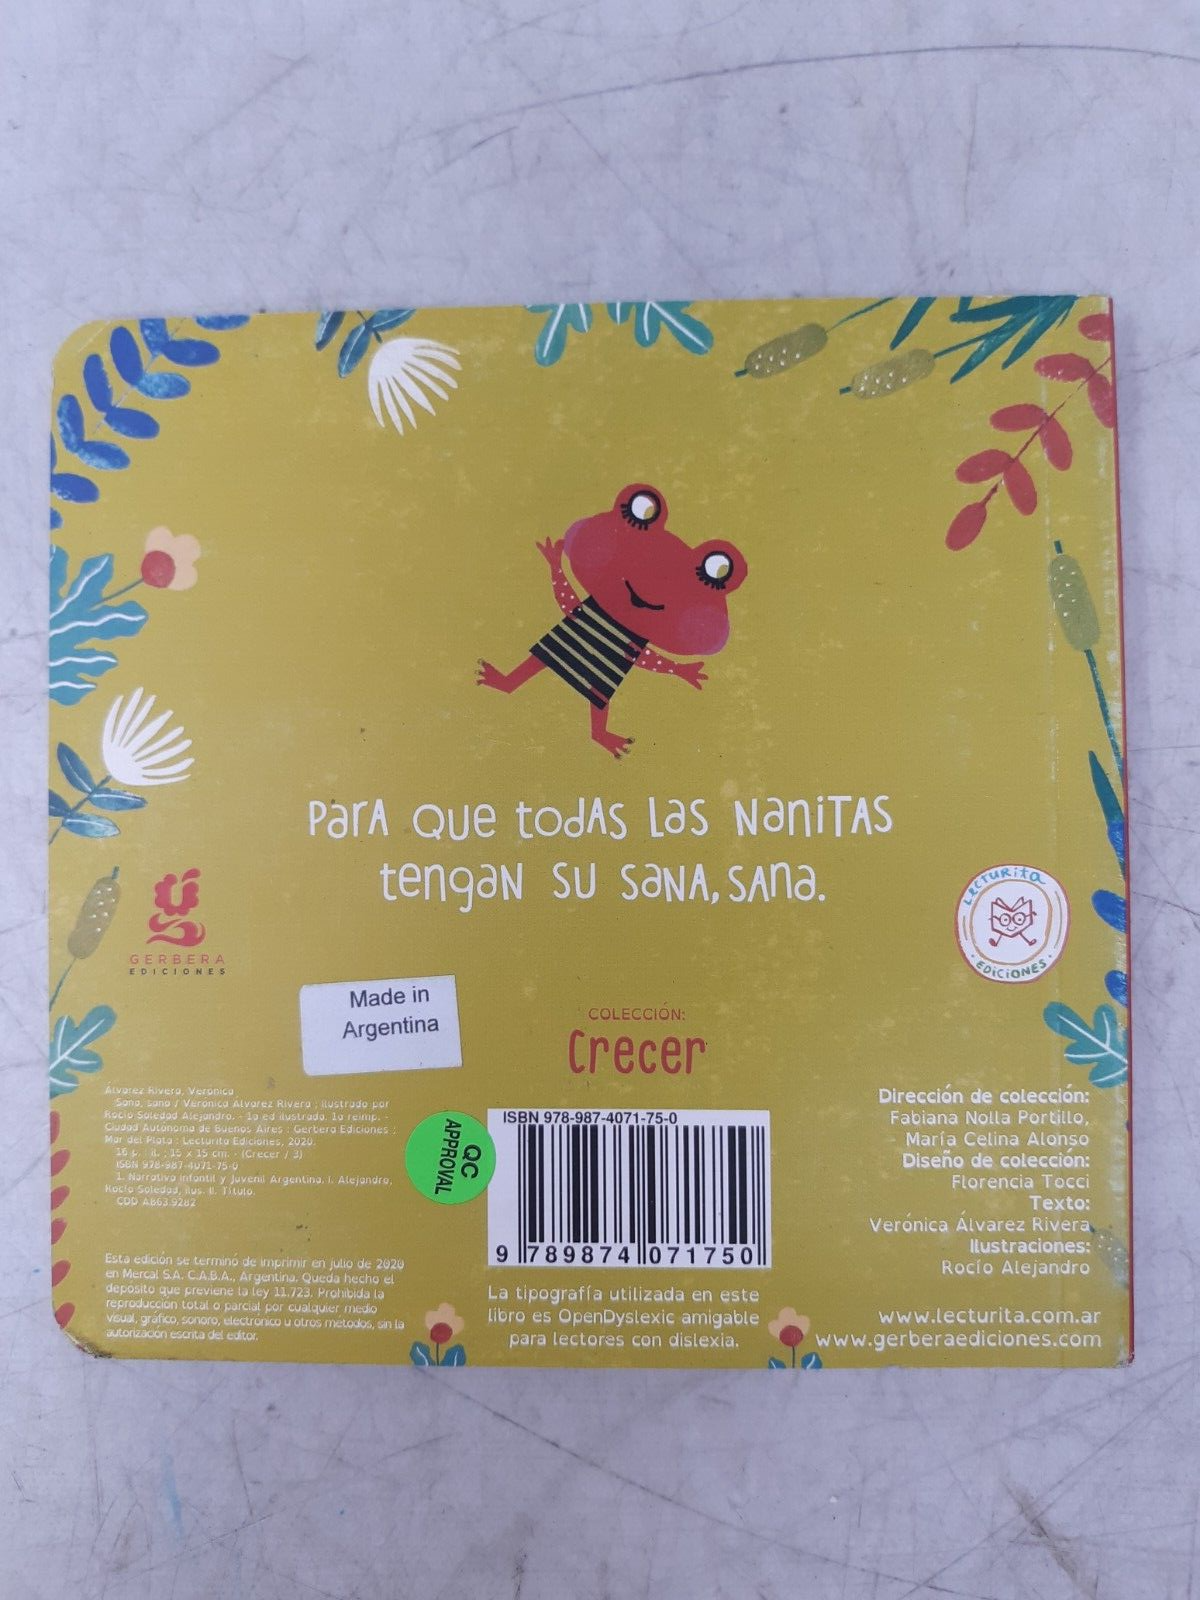 Para que todas las nanitas
tengan su sana, sana.
GERBERA
EDICIONES
LECTURITA
EDICIONES
Made in
Argentina
COLECCIÓN:
Crecer
Álvarez Rivera, Verónica
Sana, sana / Verónica Álvarez Rivera ; ilustrado por
Rocío Soledad Alejandro. - 1a ed ilustrada. 1a reimp. -
Ciudad Autónoma de Buenos Aires : Gerbera Ediciones ;
Mar del Plata : Lecturita Ediciones, 2020.
16 p. : il. ; 15 x 15 cm. - (Crecer / 3)
ISBN 978-987-4071-75-0
1. Narrativa Infantil y Juvenil Argentina. I. Alejandro,
Rocío Soledad, ilus. II. Título.
CDD A863.9282
Esta edición se terminó de imprimir en julio de 2020
en Mercal S.A. C.A.B.A., Argentina. Queda hecho el
depósito que previene la ley 11.723. Prohibida la
reproducción total o parcial por cualquier medio
visual, gráfico, sonoro, electrónico u otros métodos, sin la
autorización escrita del editor.
QC
APPROVAL
ISBN 978-987-4071-75-0
9 789874 071750
La tipografía utilizada en este
libro es OpenDyslexic amigable
para lectores con dislexia.
Dirección de colección:
Fabiana Nolla Portillo,
María Celina Alonso
Diseño de colección:
Florencia Tocci
Texto:
Verónica Álvarez Rivera
Ilustraciones:
Rocío Alejandro
www.lecturita.com.ar
www.gerberaediciones.com